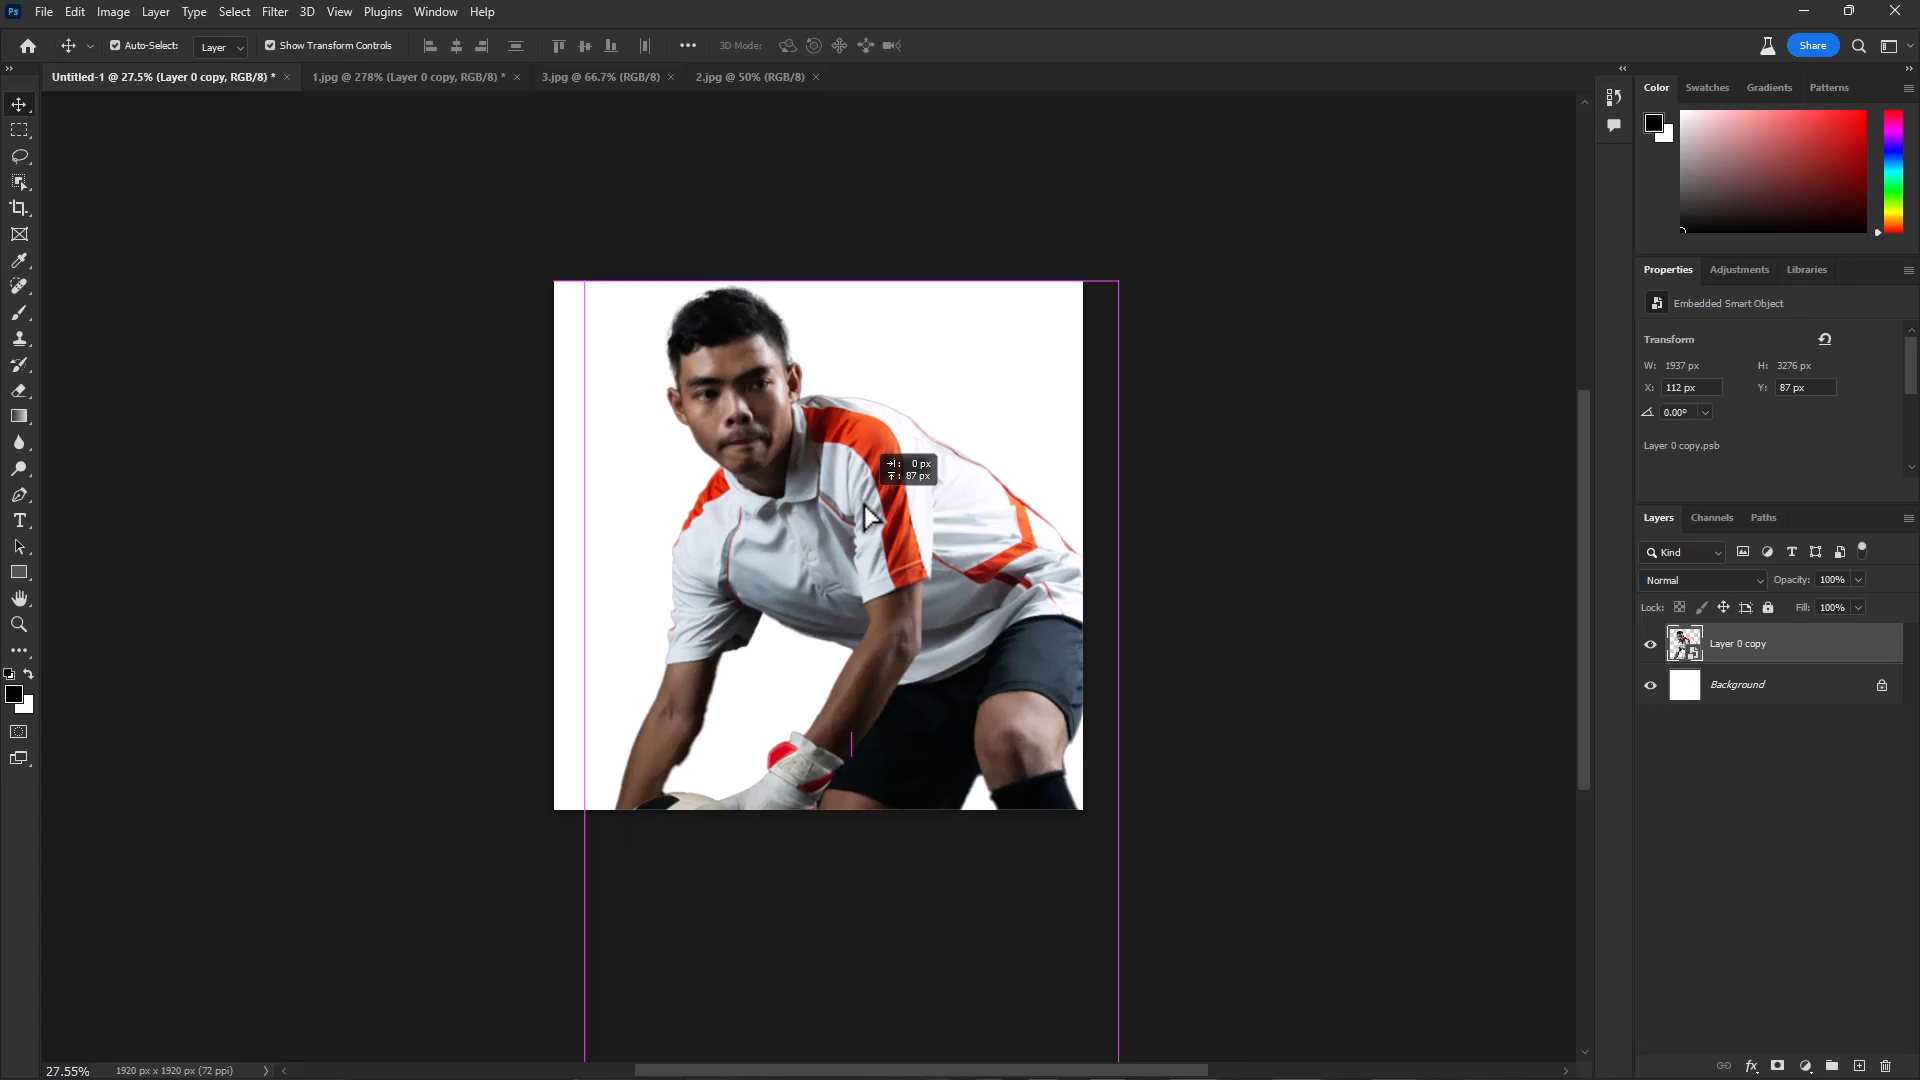 Ps File Edit Image Layer Type Select Filter 3D View Plugins Window Help
Auto-Select: Layer Show Transform Controls 3D Mode: Share
Untitled-1 @ 27.5% (Layer 0 copy, RGB/8) * 1.jpg @ 278% (Layer 0 copy, RGB/8) * 3.jpg @ 66.7% (RGB/8) 2.jpg @ 50% (RGB/8)
Color Swatches Gradients Patterns
Properties Adjustments Libraries
Embedded Smart Object
Transform
W: 1937 px H: 3276 px
X: 112 px Y: 87 px
0.00°
Layer 0 copy.psb
: 0 px
: 87 px
Layers Channels Paths
Kind
Normal Opacity: 100%
Lock: Fill: 100%
Layer 0 copy
Background
27.55% 1920 px x 1920 px (72 ppi)